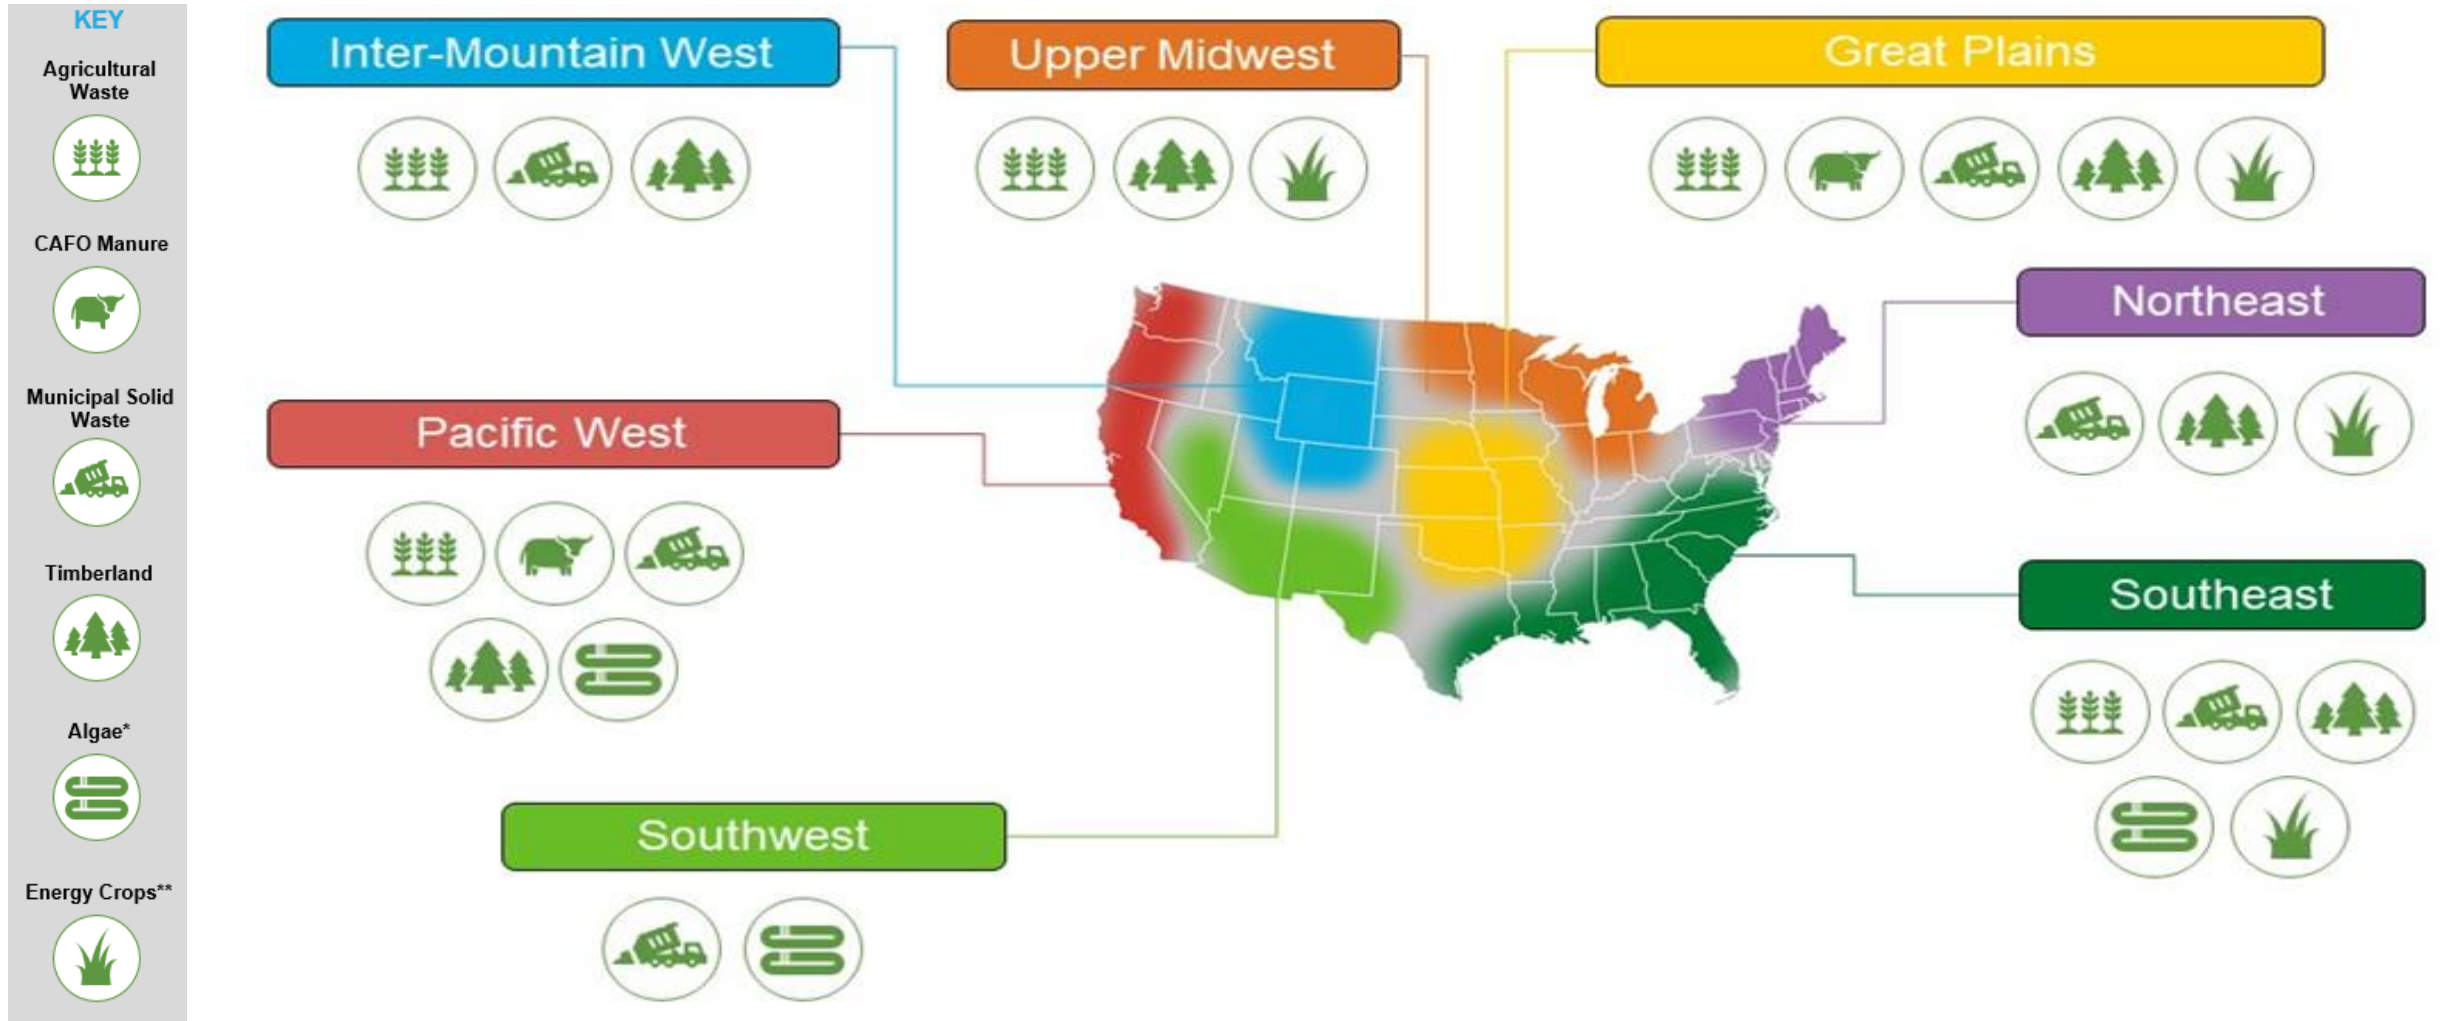 KEY
Agricultural
Waste
CAFO Manure
Municipal Solid
Waste
Timberland
Algae*
Energy Crops**
Inter-Mountain West
Upper Midwest
Great Plains
Northeast
Pacific West
Southeast
Southwest